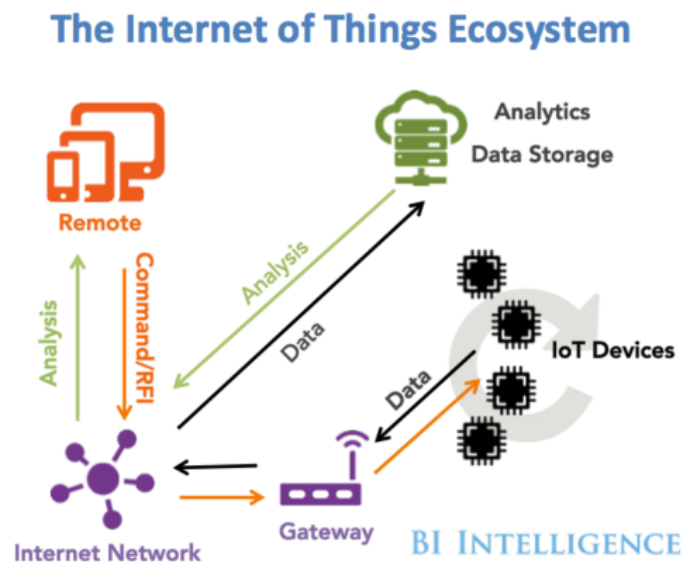 The Internet of Things Ecosystem
Analytics
Data Storage
Remote
Analysis
Command/RFI
Analysis
Data
IoT Devices
Data
Gateway
Internet Network
BI INTELLIGENCE